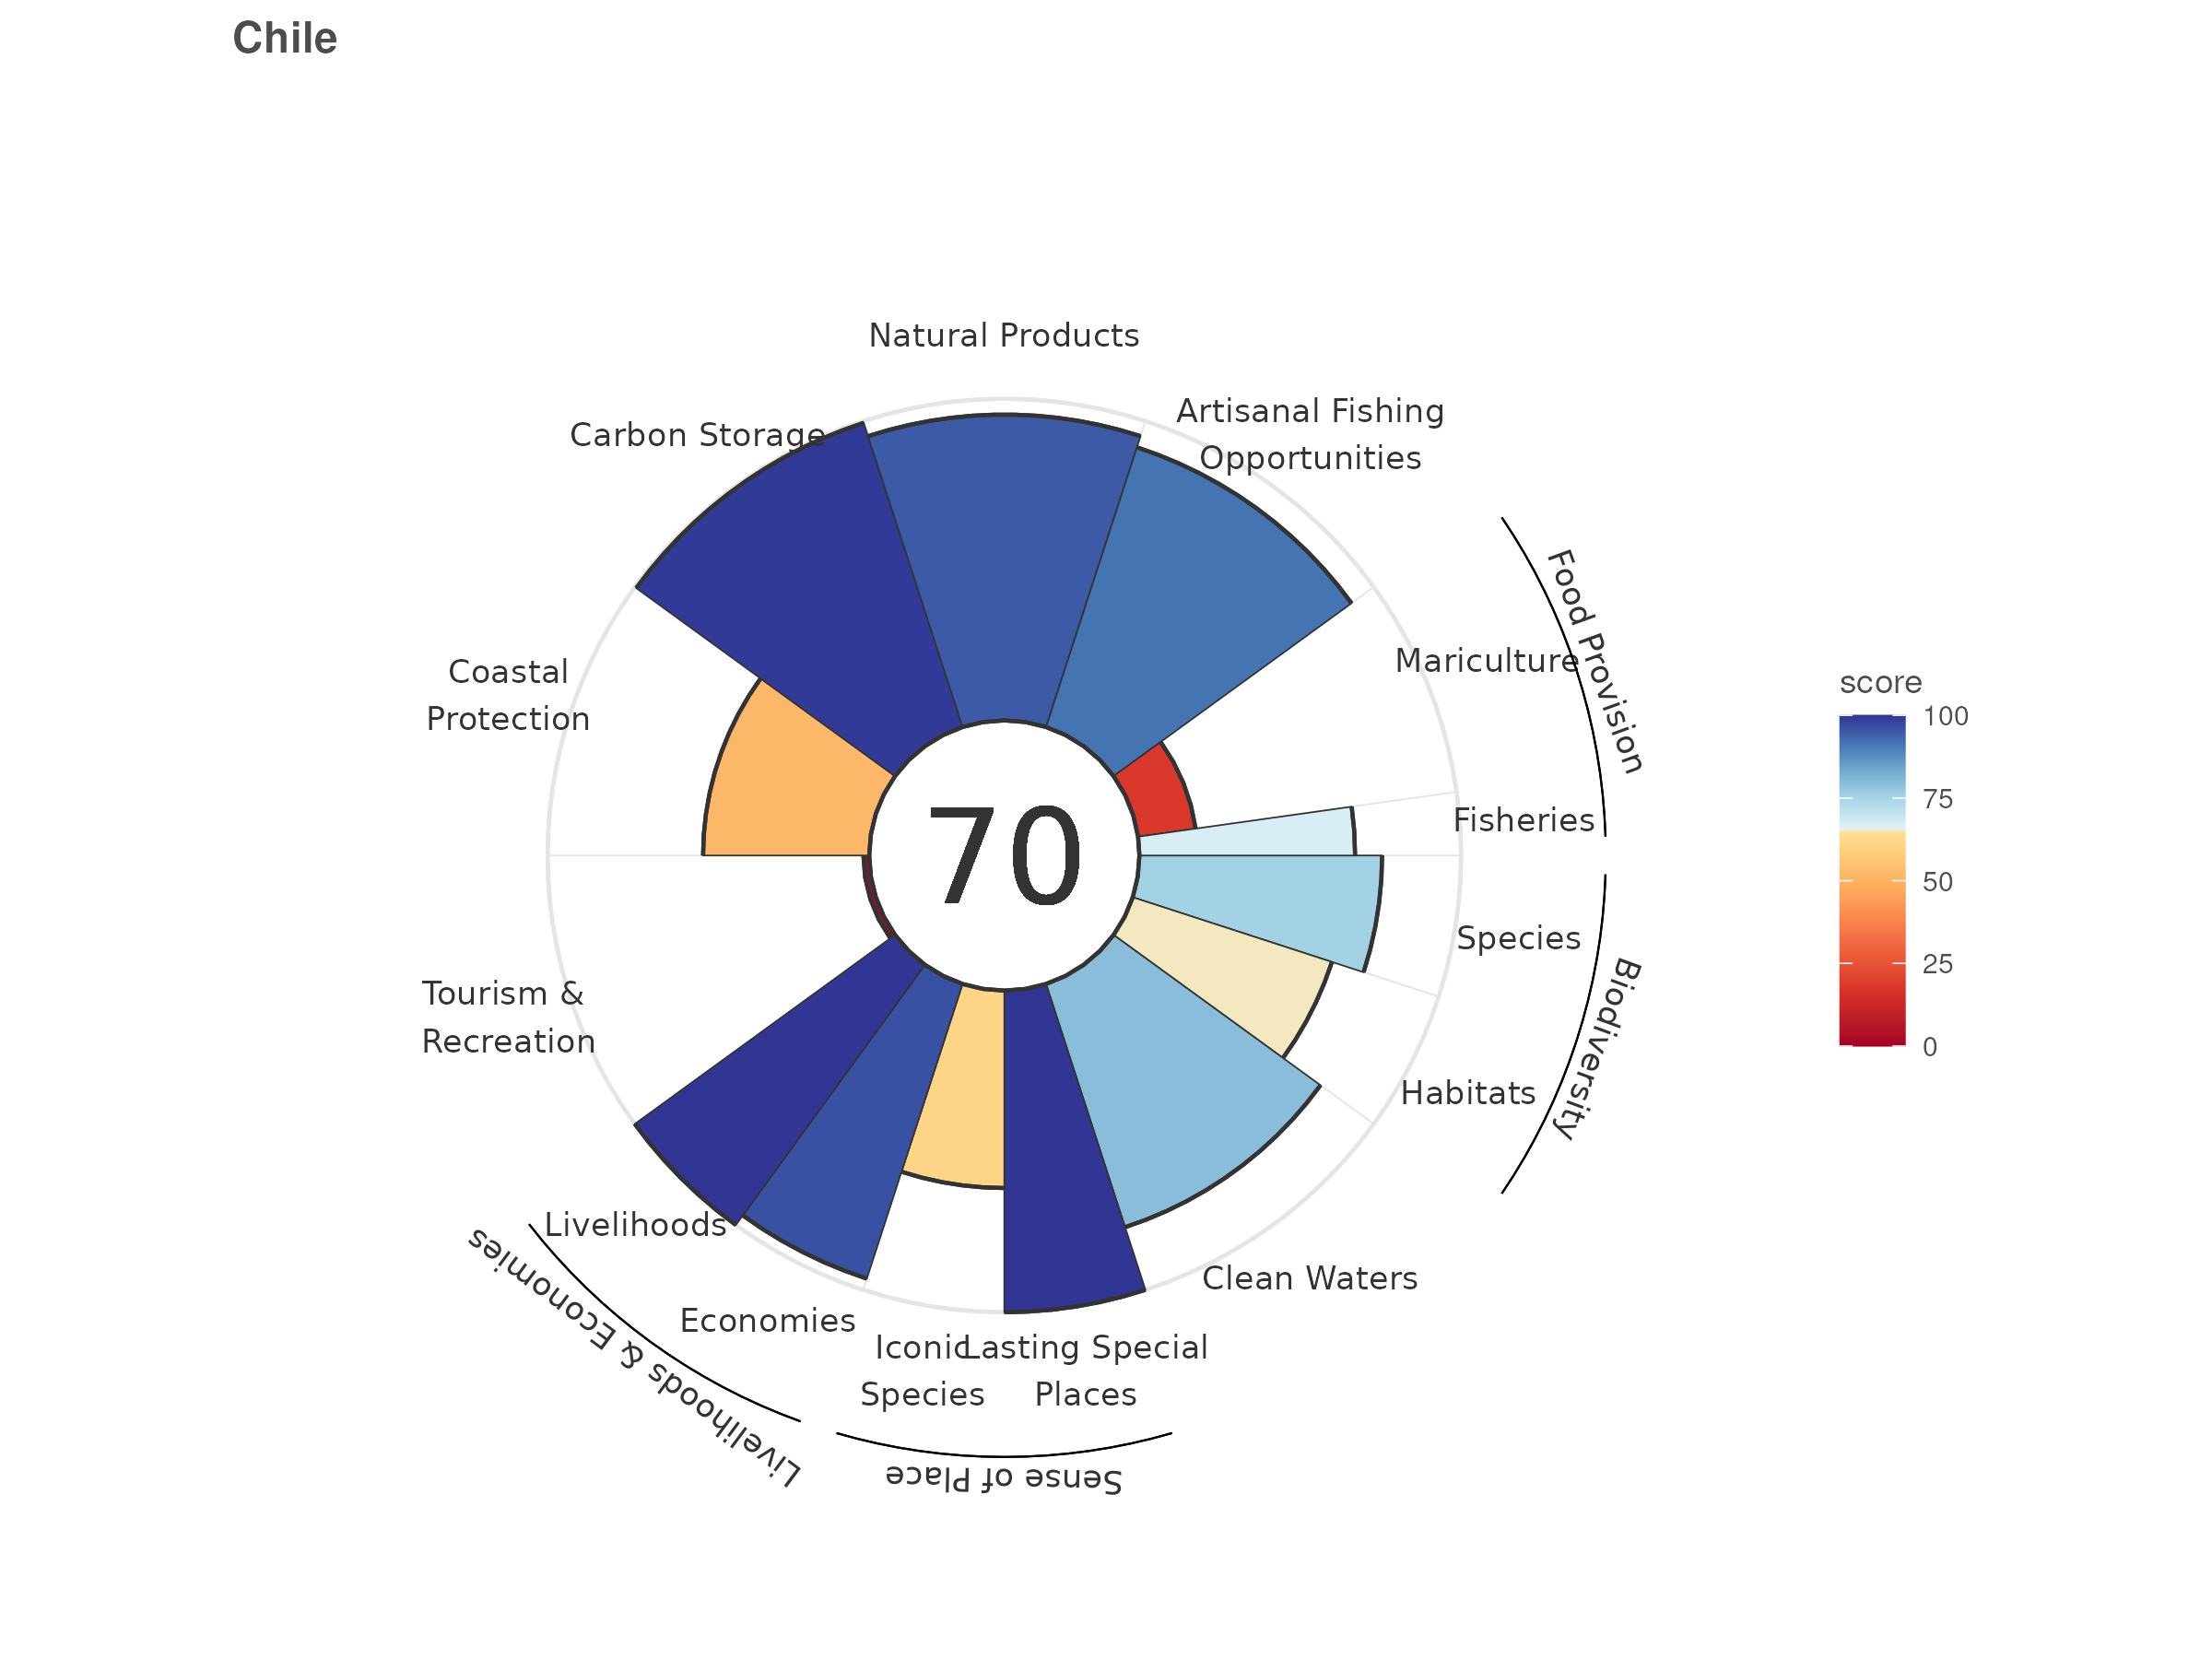 Chile
Natural Products
Artisanal Fishing
Opportunities
Carbon Storage
Food Provision
Mariculture
Coastal
Protection
Fisheries
70
Species
Biodiversity
Habitats
Tourism &
Recreation
Clean Waters
Livelihoods
Economies
Livelihoods & Economies
Iconic
Species
Lasting Special
Places
Sense of Place
score
100
75
50
25
0